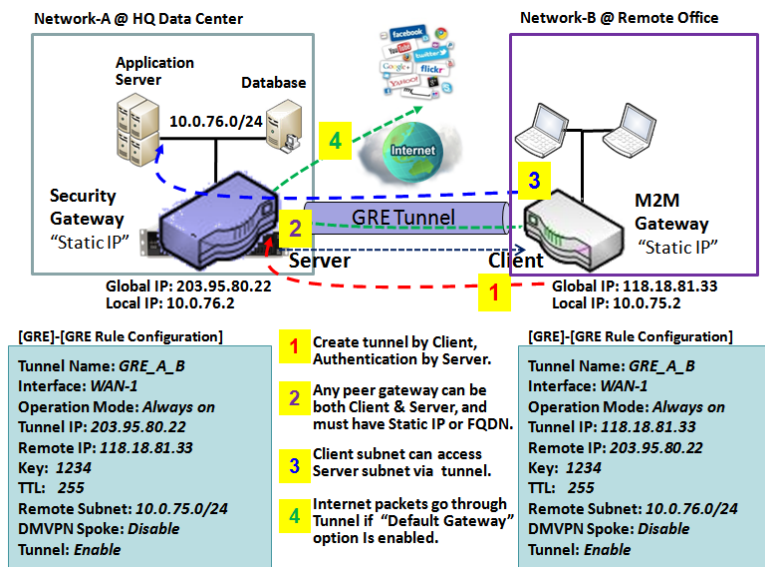 Network-A @ HQ Data Center
Network-B @ Remote Office
Application
Server
Database
10.0.76.0/24
facebook
YouTube
twitter
Google+
flickr
YAHOO!
Internet
4
3
Security
Gateway
"Static IP"
2
GRE Tunnel
M2M
Gateway
"Static IP"
Server
Client
1
Global IP: 203.95.80.22
Local IP: 10.0.76.2
Global IP: 118.18.81.33
Local IP: 10.0.75.2
[GRE]-[GRE Rule Configuration]
Tunnel Name: GRE_A_B
Interface: WAN-1
Operation Mode: Always on
Tunnel IP: 203.95.80.22
Remote IP: 118.18.81.33
Key: 1234
TTL: 255
Remote Subnet: 10.0.75.0/24
DMVPN Spoke: Disable
Tunnel: Enable
1
Create tunnel by Client,
Authentication by Server.
2
Any peer gateway can be
both Client & Server, and
must have Static IP or FQDN.
3
Client subnet can access
Server subnet via tunnel.
4
Internet packets go through
Tunnel if "Default Gateway"
option Is enabled.
[GRE]-[GRE Rule Configuration]
Tunnel Name: GRE_A_B
Interface: WAN-1
Operation Mode: Always on
Tunnel IP: 118.18.81.33
Remote IP: 203.95.80.22
Key: 1234
TTL: 255
Remote Subnet: 10.0.76.0/24
DMVPN Spoke: Disable
Tunnel: Enable